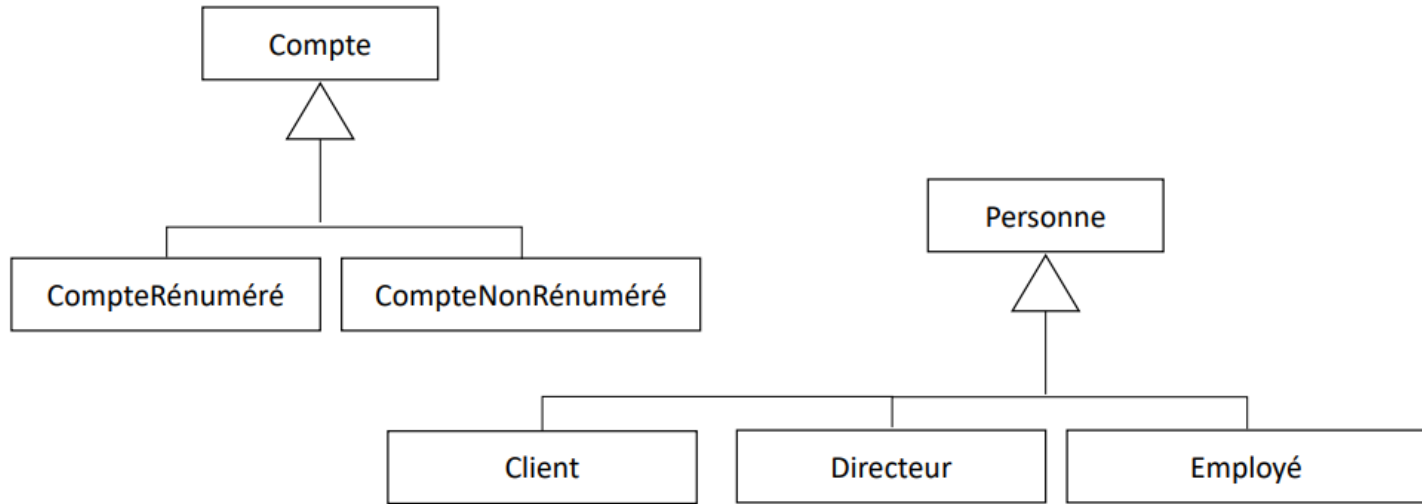 Compte
CompteRénuméré
CompteNonRénuméré
Personne
Client
Directeur
Employé